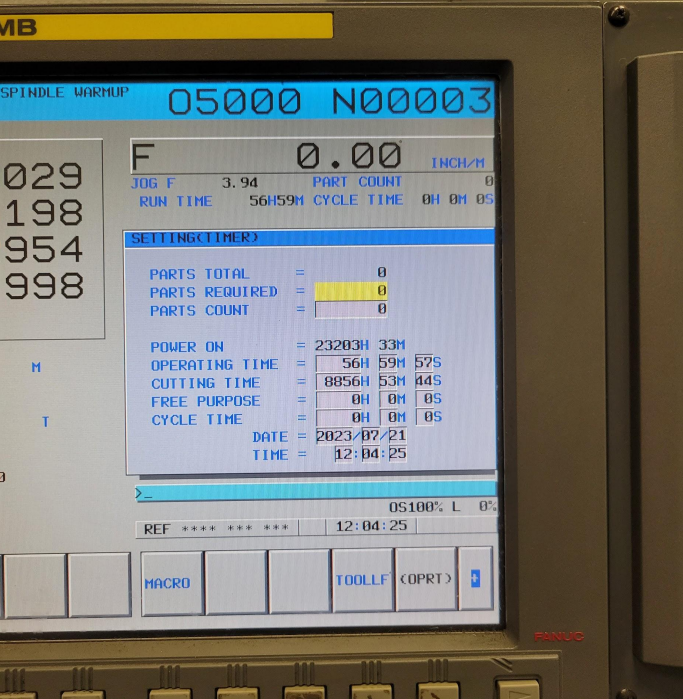 MB
SPINDLE WARMUP O5000 N00003
F 0.00 INCH/M
JOG F 3.94 PART COUNT 0
RUN TIME 56H59M CYCLE TIME 0H 0M 0S
029
198
954
998
SETTING(TIMER)
PARTS TOTAL = 0
PARTS REQUIRED = 0
PARTS COUNT = 0
POWER ON = 23203H 33M
OPERATING TIME = 56H 59M 57S
CUTTING TIME = 8856H 53M 44S
FREE PURPOSE = 0H 0M 0S
CYCLE TIME = 0H 0M 0S
DATE = 2023/07/21
TIME = 12:04:25
M
T
0
>_
OS100% L 0%
REF **** *** *** 12:04:25
MACRO TOOLLF (OPRT) +
FANUC